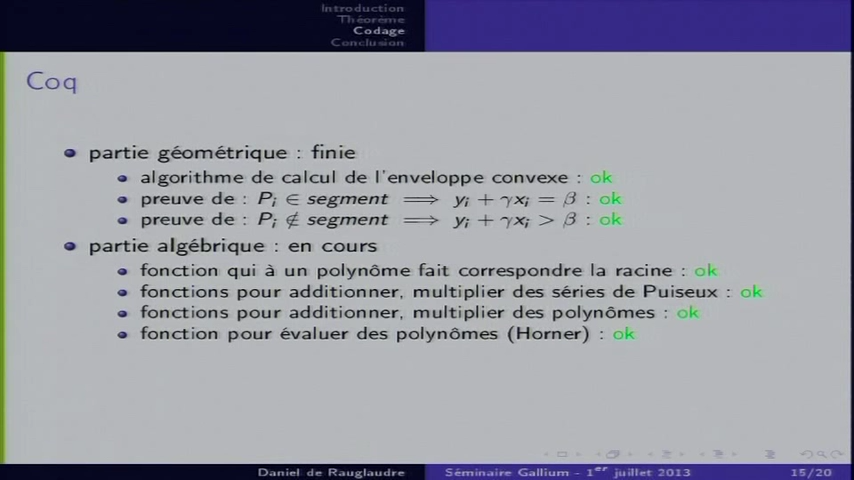 Introduction
Théorème
Codage
Conclusion
Coq
partie géométrique : finie
algorithme de calcul de l'enveloppe convexe : ok
preuve de : Pᵢ ∈ segment ⟹ yᵢ + γxᵢ = β : ok
preuve de : Pᵢ ∉ segment ⟹ yᵢ + γxᵢ > β : ok
partie algébrique : en cours
fonction qui à un polynôme fait correspondre la racine : ok
fonctions pour additionner, multiplier des séries de Puiseux : ok
fonctions pour additionner, multiplier des polynômes : ok
fonction pour évaluer des polynômes (Horner) : ok
Daniel de Rauglaudre Séminaire Gallium - 1er juillet 2013 15/20